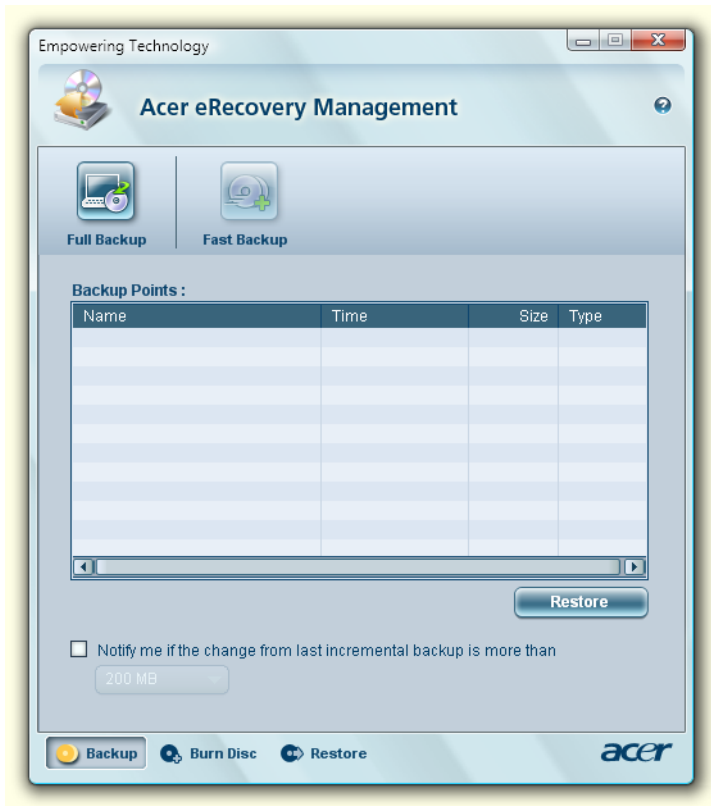 Empowering Technology
Acer eRecovery Management
Full Backup
Fast Backup
Backup Points :
Name Time Size Type
Restore
Notify me if the change from last incremental backup is more than
200 MB
Backup Burn Disc Restore acer